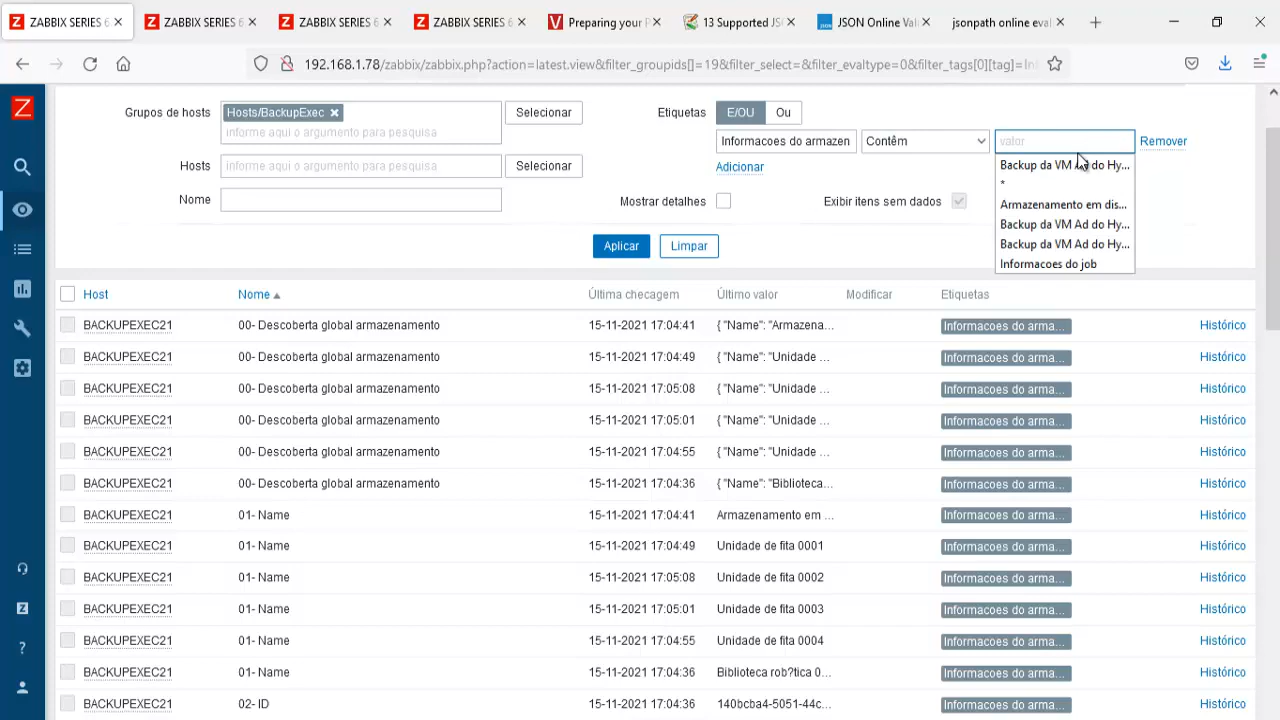 ZABBIX SERIES 6 ZABBIX SERIES 6 ZABBIX SERIES 6 ZABBIX SERIES 6 Preparing your P 13 Supported JS JSON Online Val jsonpath online eval
192.168.1.78/zabbix/zabbix.php?action=latest.view&filter_groupids[]=19&filter_select=&filter_evaltype=0&filter_tags[0][tag]=In
Z
Grupos de hosts Hosts/BackupExec Selecionar Etiquetas E/OU Ou
informe aqui o argumento para pesquisa
Informacoes do armazen Contêm valor Remover
Hosts informe aqui o argumento para pesquisa Selecionar Adicionar
Backup da VM Ad do Hy...
*
Nome Mostrar detalhes Exibir itens sem dados
Armazenamento em dis...
Backup da VM Ad do Hy...
Aplicar Limpar
Backup da VM Ad do Hy...
Informacoes do job
Host Nome Última checagem Último valor Modificar Etiquetas
BACKUPEXEC21 00- Descoberta global armazenamento 15-11-2021 17:04:41 { "Name": "Armazena... Informacoes do arma... Histórico
BACKUPEXEC21 00- Descoberta global armazenamento 15-11-2021 17:04:49 { "Name": "Unidade ... Informacoes do arma... Histórico
BACKUPEXEC21 00- Descoberta global armazenamento 15-11-2021 17:05:08 { "Name": "Unidade ... Informacoes do arma... Histórico
BACKUPEXEC21 00- Descoberta global armazenamento 15-11-2021 17:05:01 { "Name": "Unidade ... Informacoes do arma... Histórico
BACKUPEXEC21 00- Descoberta global armazenamento 15-11-2021 17:04:55 { "Name": "Unidade ... Informacoes do arma... Histórico
BACKUPEXEC21 00- Descoberta global armazenamento 15-11-2021 17:04:36 { "Name": "Biblioteca... Informacoes do arma... Histórico
BACKUPEXEC21 01- Name 15-11-2021 17:04:41 Armazenamento em ... Informacoes do arma... Histórico
BACKUPEXEC21 01- Name 15-11-2021 17:04:49 Unidade de fita 0001 Informacoes do arma... Histórico
BACKUPEXEC21 01- Name 15-11-2021 17:05:08 Unidade de fita 0002 Informacoes do arma... Histórico
BACKUPEXEC21 01- Name 15-11-2021 17:05:01 Unidade de fita 0003 Informacoes do arma... Histórico
BACKUPEXEC21 01- Name 15-11-2021 17:04:55 Unidade de fita 0004 Informacoes do arma... Histórico
BACKUPEXEC21 01- Name 15-11-2021 17:04:36 Biblioteca rob?tica 0... Informacoes do arma... Histórico
BACKUPEXEC21 02- ID 15-11-2021 17:04:36 140bcba4-5051-44c... Informacoes do arma... Histórico